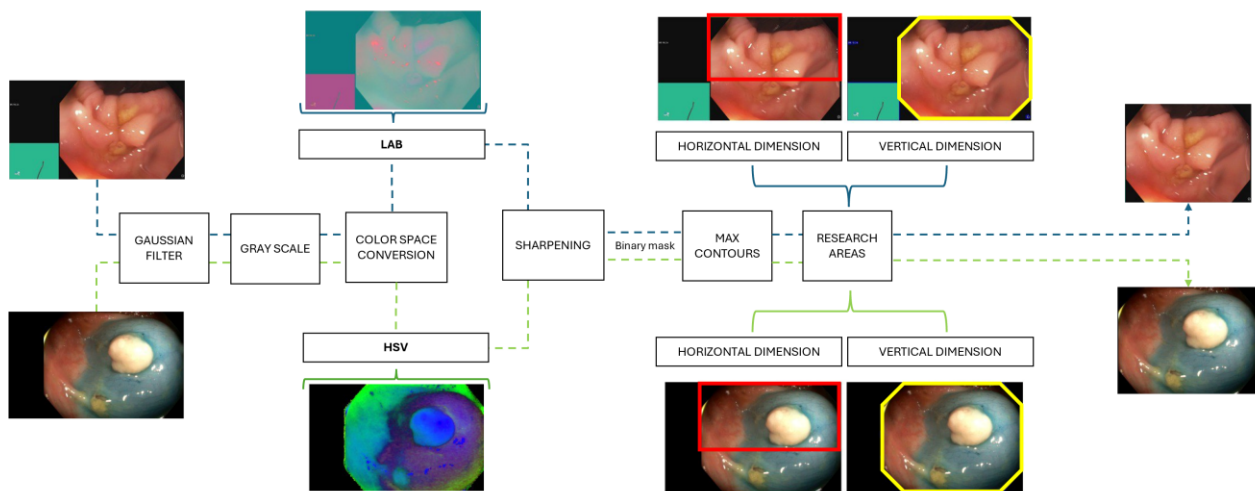 LAB
HORIZONTAL DIMENSION
VERTICAL DIMENSION
GAUSSIAN
FILTER
GRAY SCALE
COLOR SPACE
CONVERSION
SHARPENING
Binary mask
MAX
CONTOURS
RESEARCH
AREAS
HSV
HORIZONTAL DIMENSION
VERTICAL DIMENSION